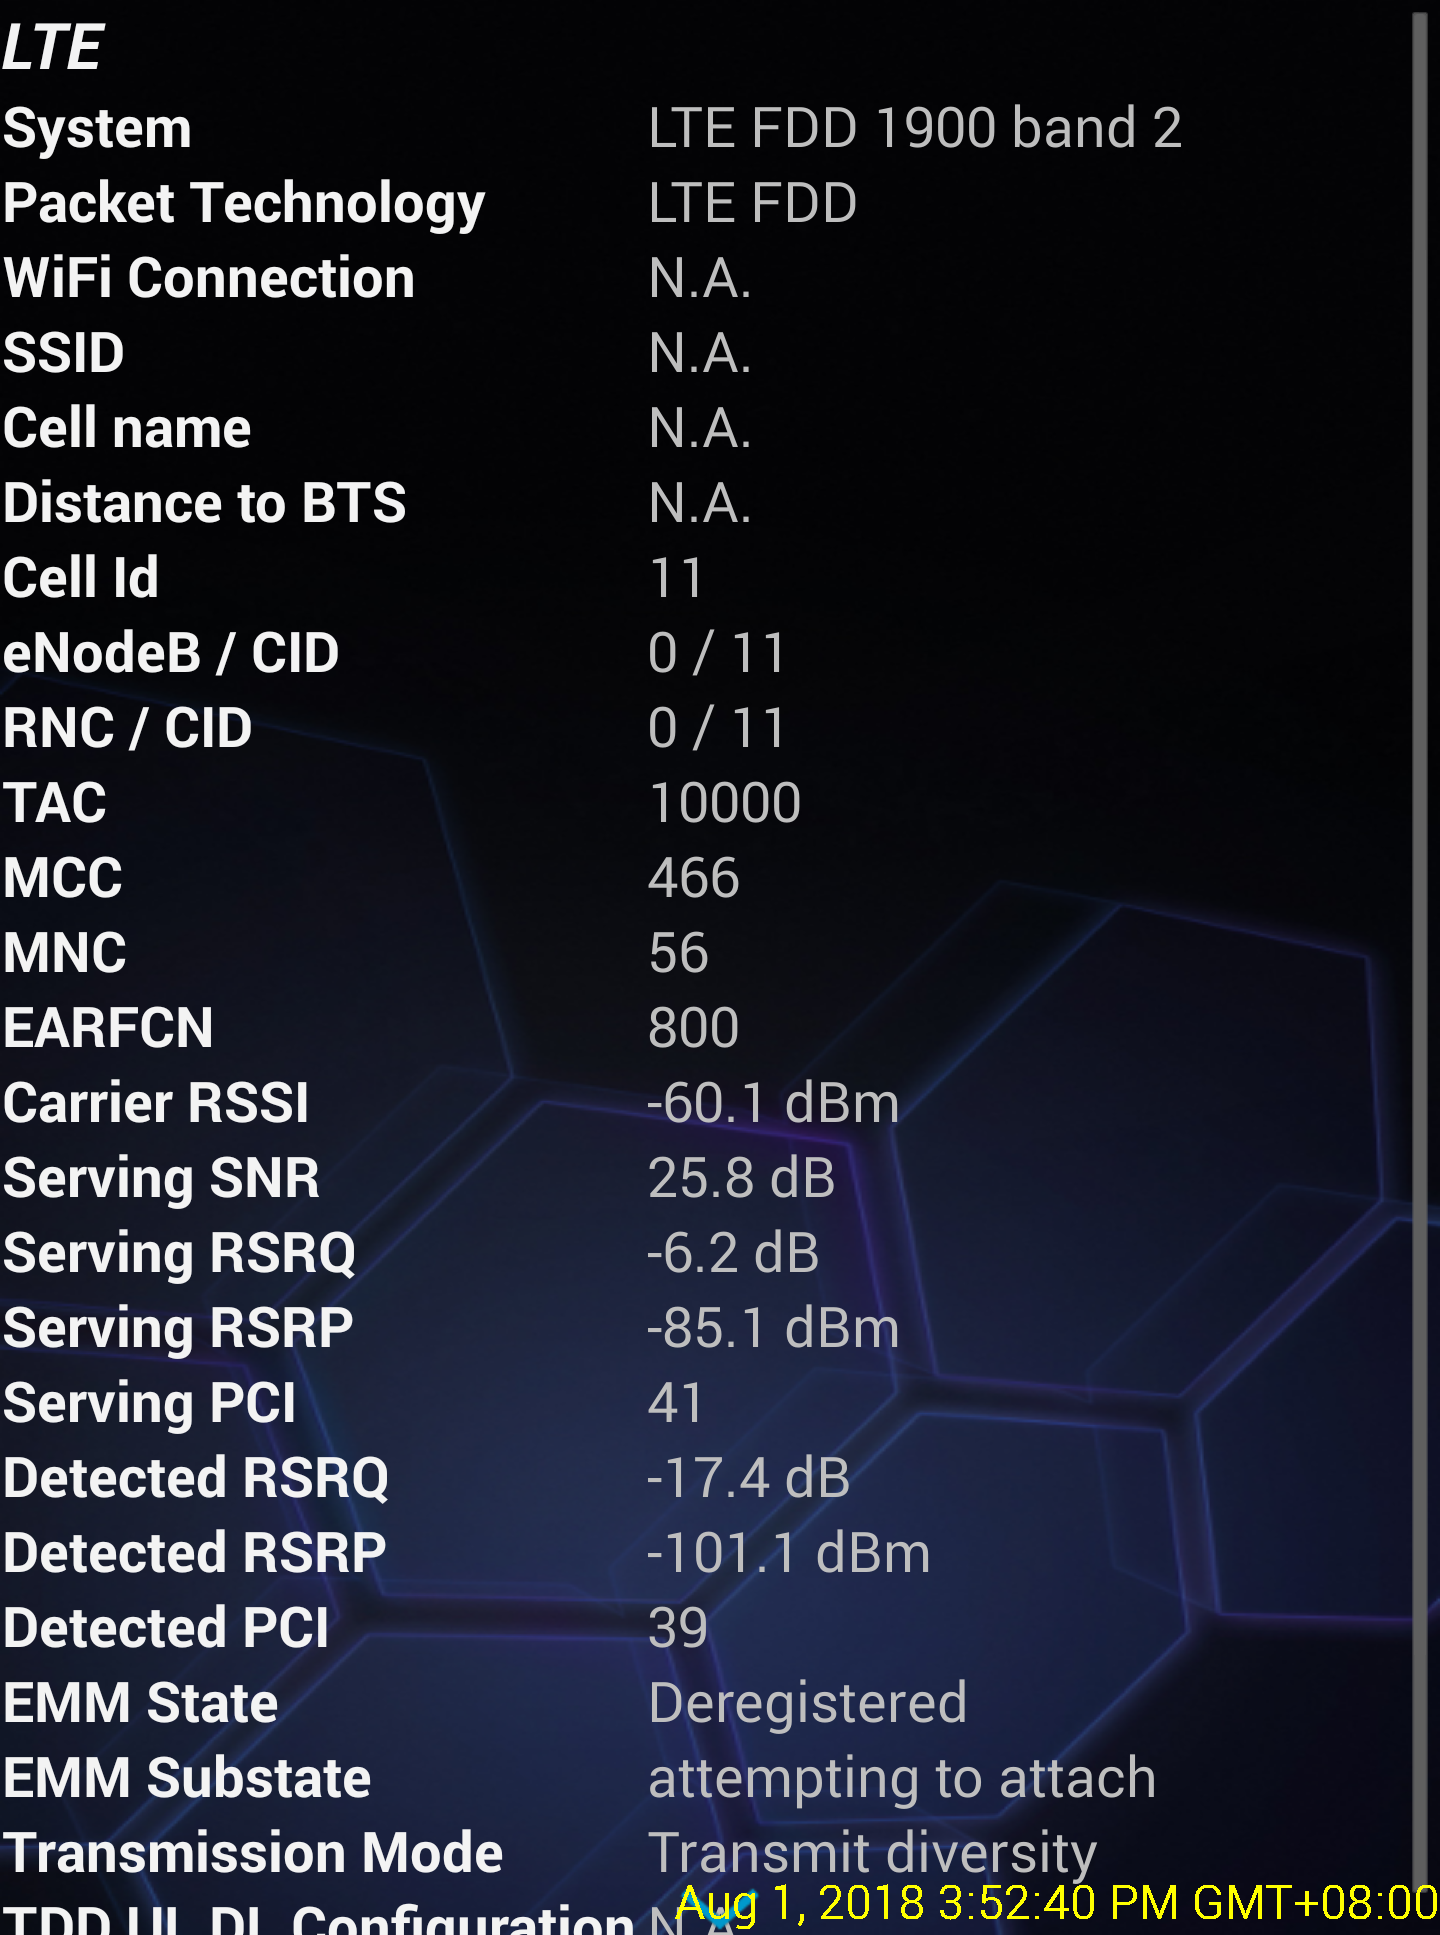 LTE
System LTE FDD 1900 band 2
Packet Technology LTE FDD
WiFi Connection N.A.
SSID N.A.
Cell name N.A.
Distance to BTS N.A.
Cell Id 11
eNodeB / CID 0 / 11
RNC / CID 0 / 11
TAC 10000
MCC 466
MNC 56
EARFCN 800
Carrier RSSI -60.1 dBm
Serving SNR 25.8 dB
Serving RSRQ -6.2 dB
Serving RSRP -85.1 dBm
Serving PCI 41
Detected RSRQ -17.4 dB
Detected RSRP -101.1 dBm
Detected PCI 39
EMM State Deregistered
EMM Substate attempting to attach
Transmission Mode Transmit diversity
Aug 1, 2018 3:52:40 PM GMT+08:00
TDD UL DL Configuration